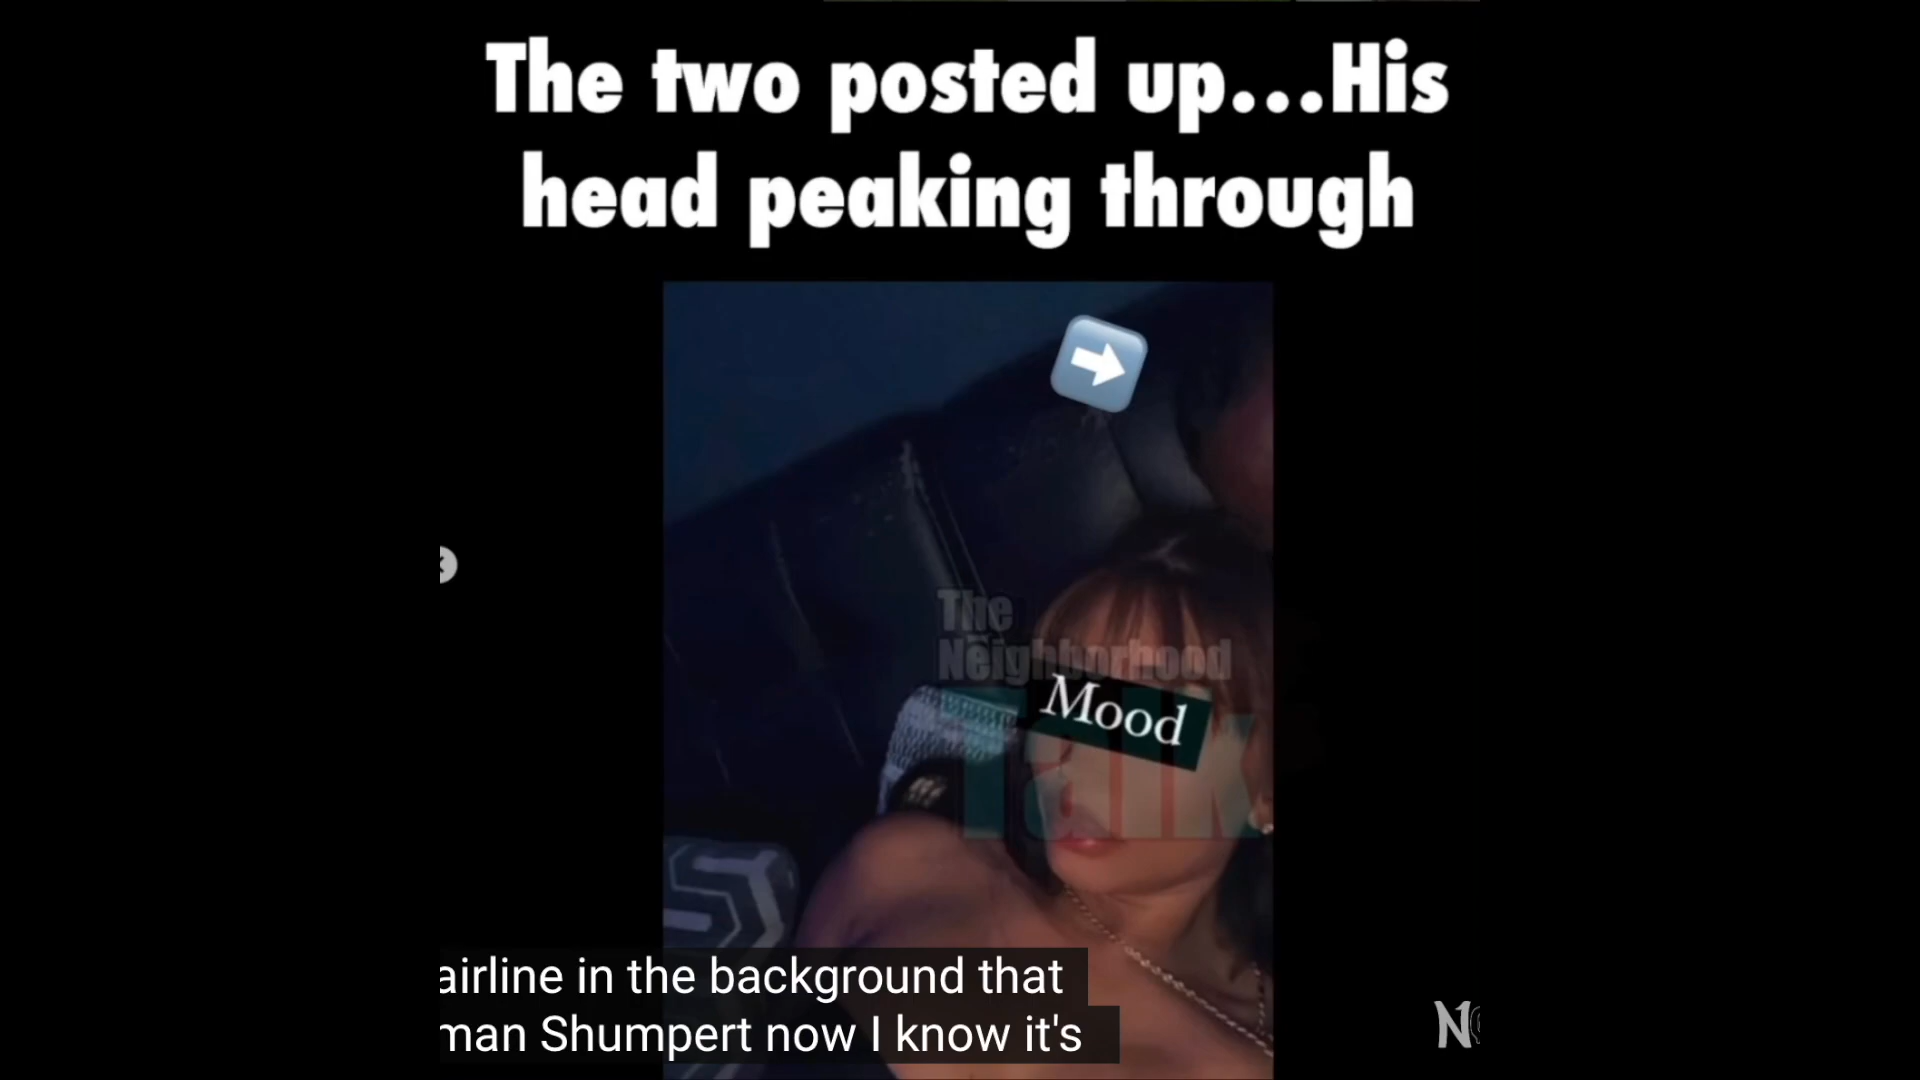 The two posted up...His
head peaking through
The
Neighborhood
Talk
Mood
airline in the background that
man Shumpert now I know it's
N